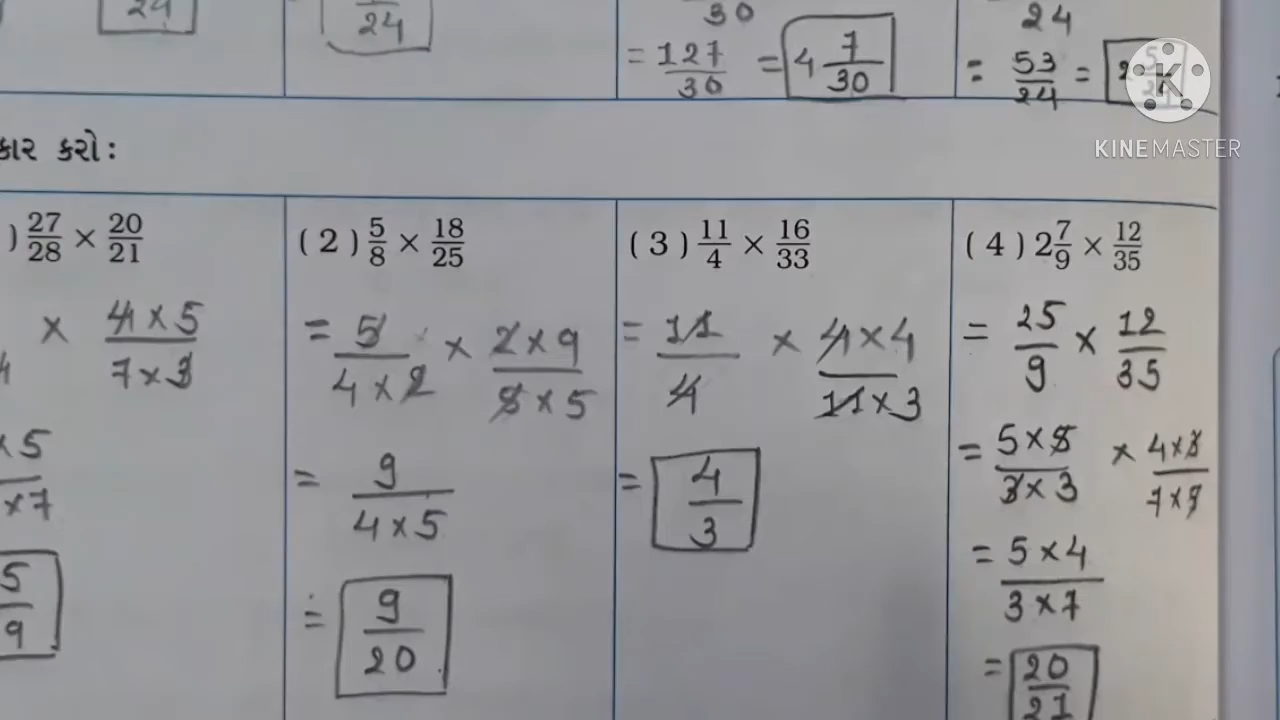 24
24
30
= 127/30 = 4 7/30
24
= 53/24 =
KINEMASTER
કાર કરો:
) 27/28 × 20/21
× 4 × 5/7 × 3
× 5/× 7
5/9
( 2 ) 5/8 × 18/25
= 5/4 × 2 × 2 × 9/5 × 5
= 9/4 × 5
= 9/20
( 3 ) 11/4 × 16/33
= 11/4 × 4 × 4/11 × 3
= 4/3
( 4 ) 2 7/9 × 12/35
= 25/9 × 12/35
= 5 × 5/3 × 3 × 4 × 3/7 × 5
= 5 × 4/3 × 7
= 20/21